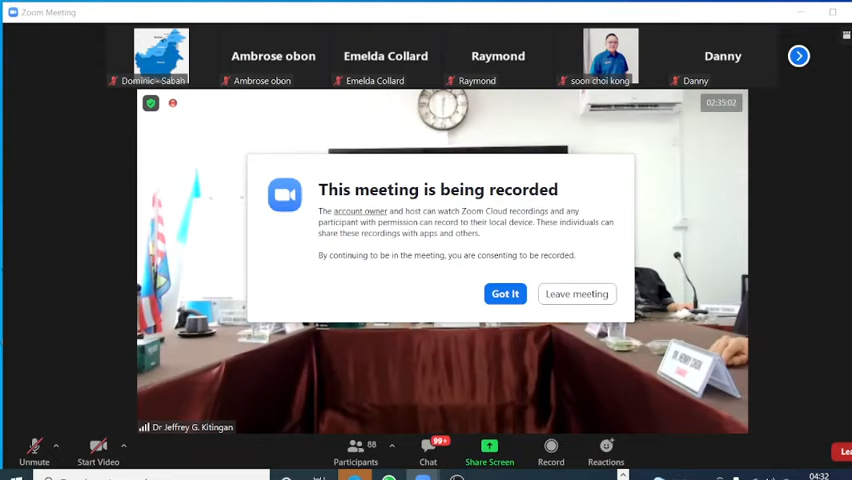 Zoom Meeting
Ambrose obon
Emelda Collard
Raymond
Danny
Dominic - Sabah
Ambrose obon
Emelda Collard
Raymond
soon choi kong
Danny
02:35:02
This meeting is being recorded
The account owner and host can watch Zoom Cloud recordings and any
participant with permission can record to their local device. These individuals can
share these recordings with apps and others.
By continuing to be in the meeting, you are consenting to be recorded.
Got It
Leave meeting
Dr Jeffrey G. Kitingan
88
99+
Unmute
Start Video
Participants
Chat
Share Screen
Record
Reactions
04:32